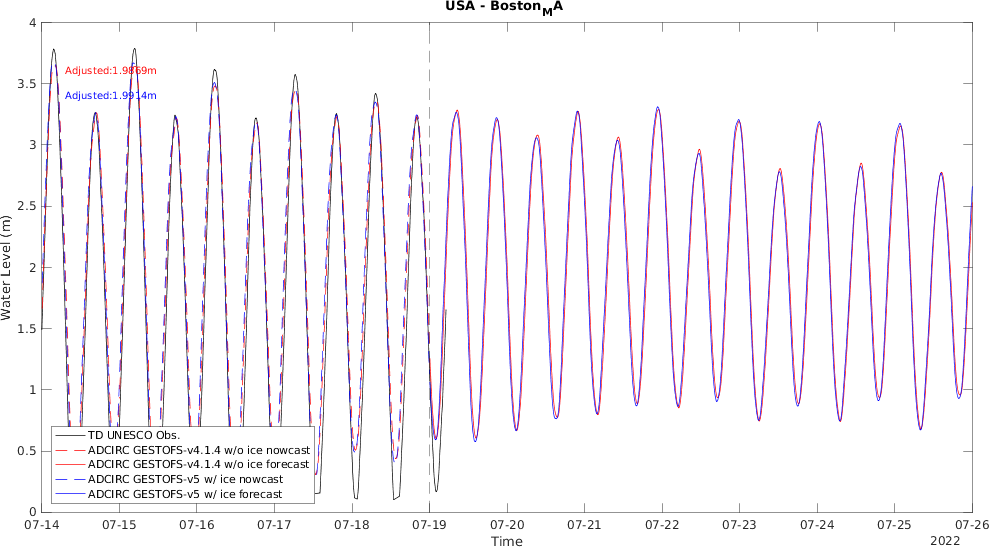 USA - Boston_MA
4
3.5
3
2.5
2
1.5
1
0.5
0
Water Level (m)
Adjusted:1.9869m
Adjusted:1.9914m
TD UNESCO Obs.
ADCIRC GESTOFS-v4.1.4 w/o ice nowcast
ADCIRC GESTOFS-v4.1.4 w/o ice forecast
ADCIRC GESTOFS-v5 w/ ice nowcast
ADCIRC GESTOFS-v5 w/ ice forecast
07-14 07-15 07-16 07-17 07-18 07-19 07-20 07-21 07-22 07-23 07-24 07-25 07-26
Time
2022